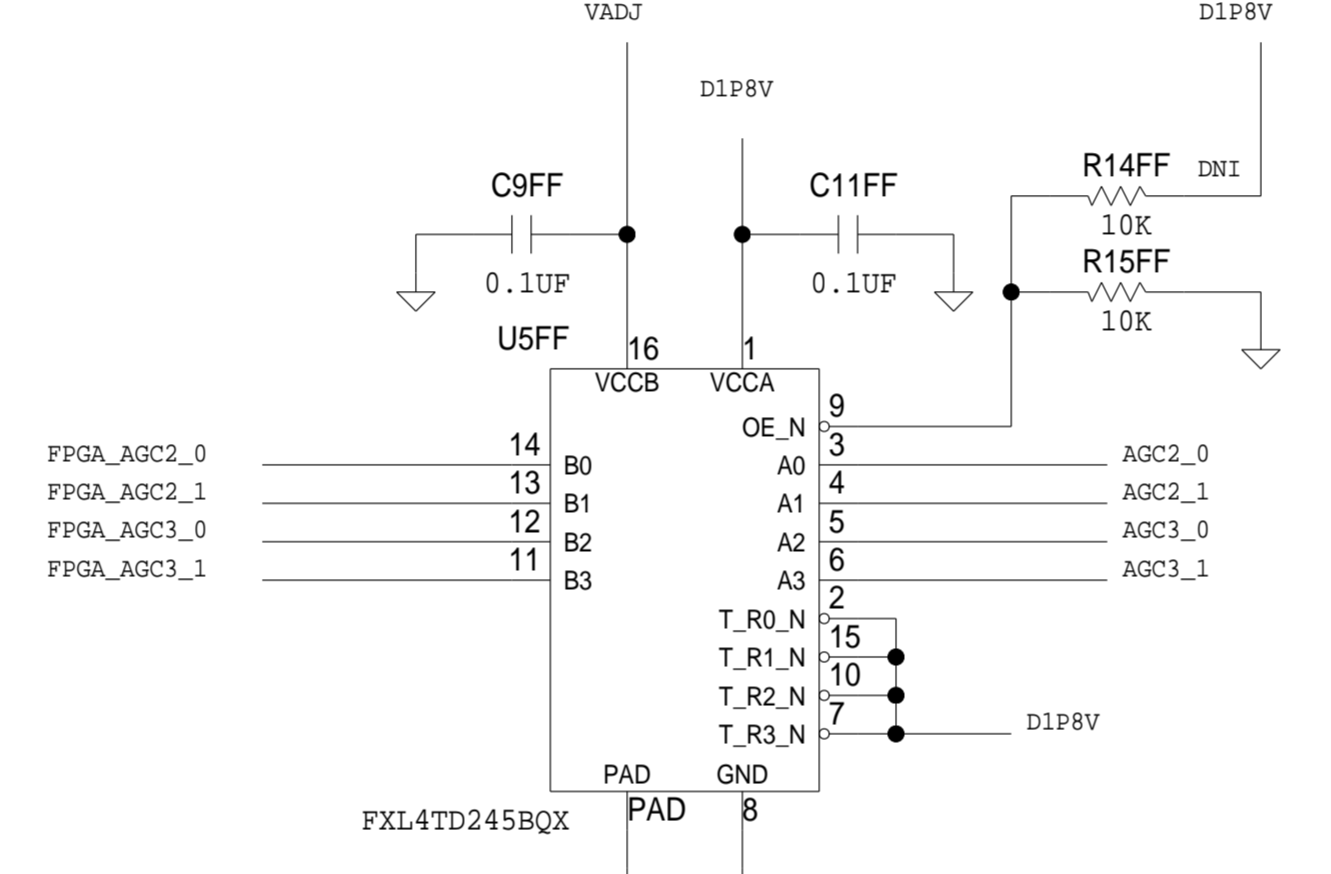 VADJ
D1P8V
D1P8V
R14FF DNI
10K
C9FF
C11FF
0.1UF
0.1UF
R15FF
10K
U5FF
16
1
VCCB
VCCA
9
OE_N
FPGA_AGC2_0
14
B0
A0
3
AGC2_0
FPGA_AGC2_1
13
B1
A1
4
AGC2_1
FPGA_AGC3_0
12
B2
A2
5
AGC3_0
FPGA_AGC3_1
11
B3
A3
6
AGC3_1
2
T_R0_N
15
T_R1_N
10
T_R2_N
7
T_R3_N
D1P8V
PAD
GND
PAD
8
FXL4TD245BQX